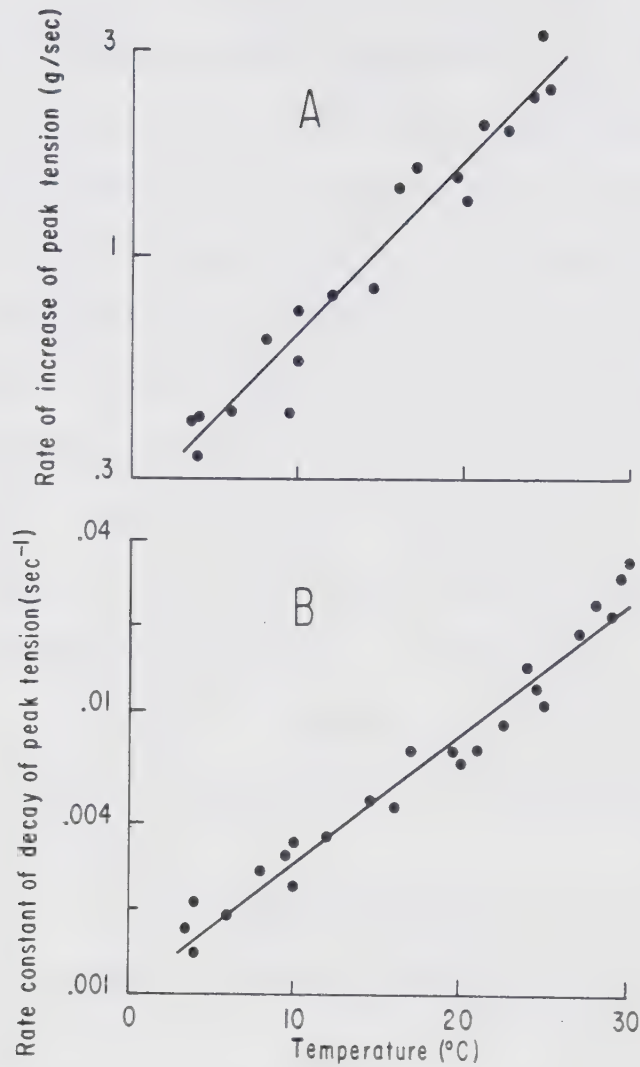 Rate of increase of peak tension (g/sec)
3
1
.3
A
Rate constant of decay of peak tension(sec⁻¹)
.04
.01
.004
.001
B
0 10 20 30
Temperature (°C)